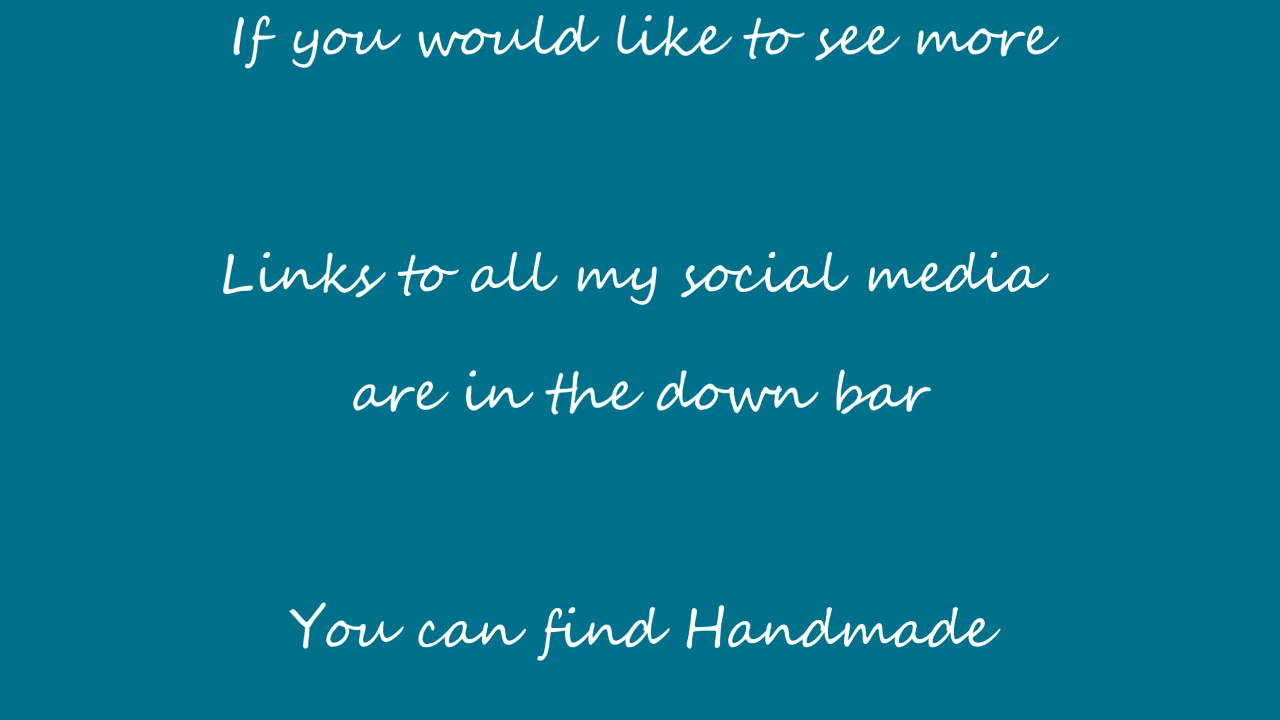 If you would like to see more
Links to all my social media
are in the down bar
You can find Handmade